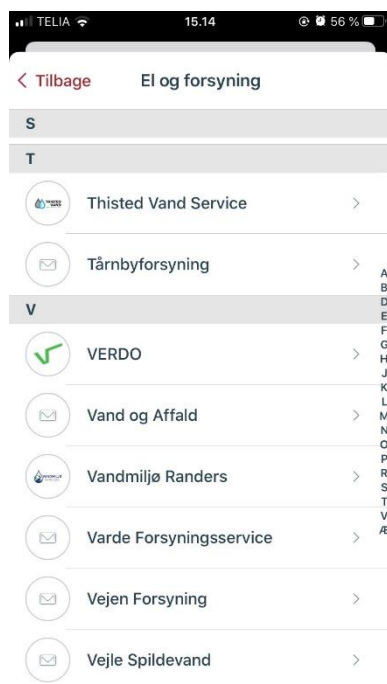 TELIA 15.14 56 %
Tilbage El og forsyning
S
T
Thisted Vand Service
Tårnbyforsyning
V
VERDO
Vand og Affald
Vandmiljø Randers
Varde Forsyningsservice
Vejen Forsyning
Vejle Spildevand
A
B
D
E
F
G
H
J
K
L
M
N
O
P
R
S
T
V
Æ